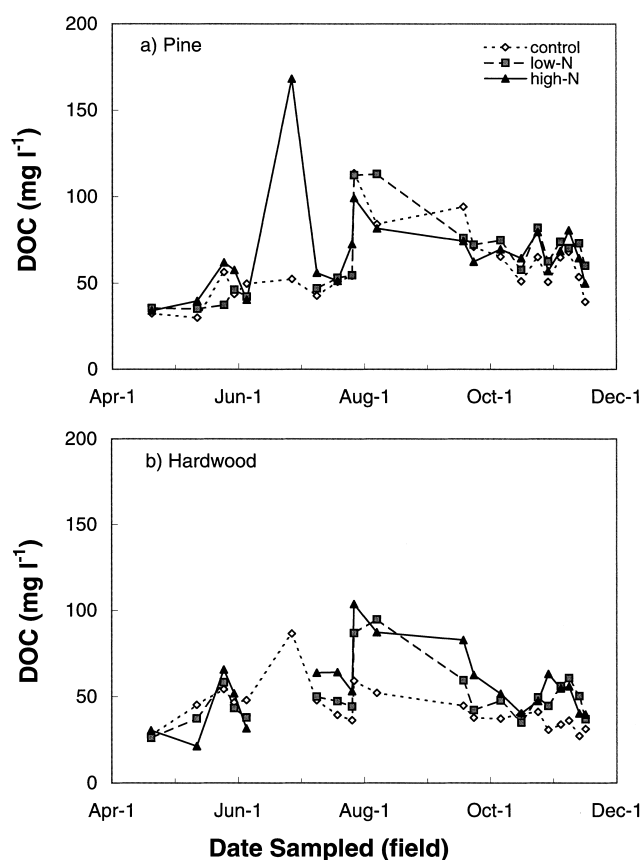 200
a) Pine
control
low-N
high-N
150
100
50
0
DOC (mg l⁻¹)
Apr-1 Jun-1 Aug-1 Oct-1 Dec-1
200
b) Hardwood
150
100
50
0
DOC (mg l⁻¹)
Apr-1 Jun-1 Aug-1 Oct-1 Dec-1
Date Sampled (field)